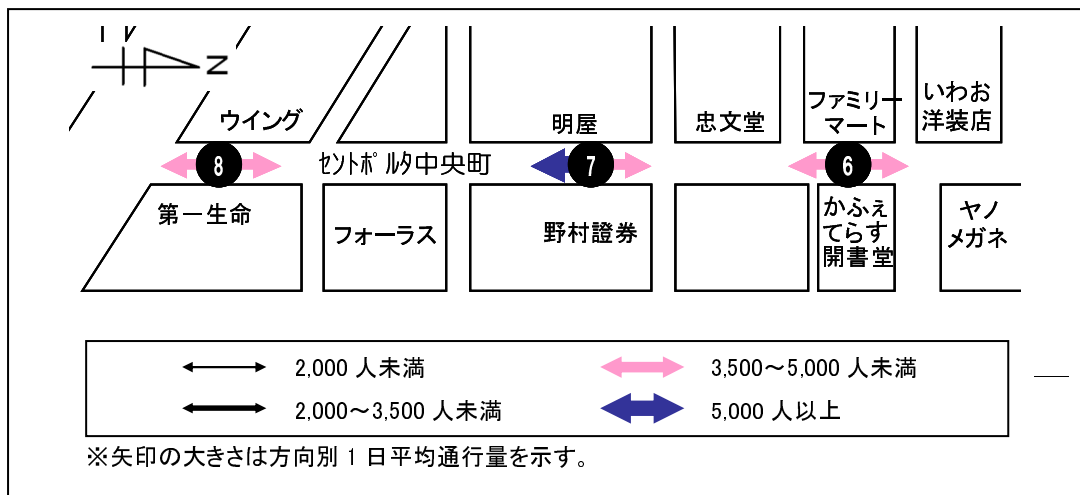 N
ウイング
明屋
忠文堂
ファミリー
マート
いわお
洋装店
8
セントポルタ中央町
7
6
第一生命
フォーラス
野村證券
かふぇ
てらす
開書堂
ヤノ
メガネ
2,000 人未満
3,500～5,000 人未満
2,000～3,500 人未満
5,000 人以上
※矢印の大きさは方向別 1 日平均通行量を示す。